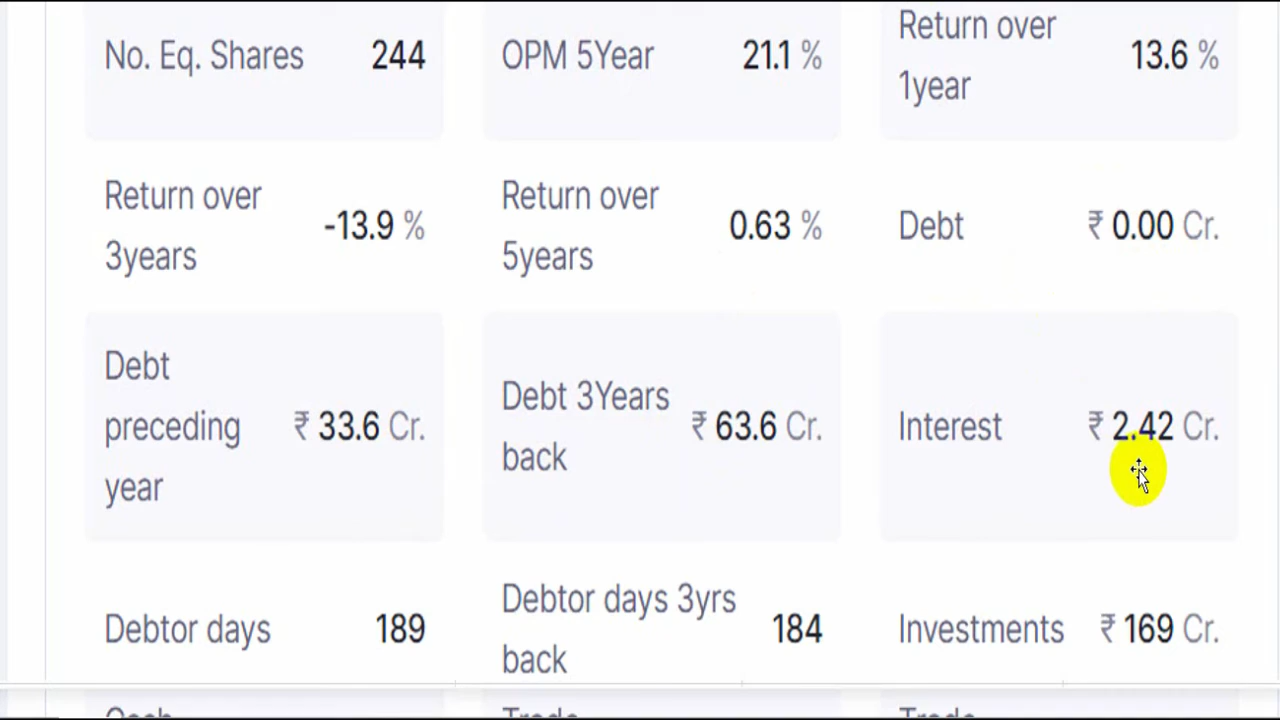 No. Eq. Shares 244
OPM 5Year 21.1 %
Return over
1year 13.6 %
Return over
3years -13.9 %
Return over
5years 0.63 %
Debt ₹ 0.00 Cr.
Debt
preceding ₹ 33.6 Cr.
year
Debt 3Years
back ₹ 63.6 Cr.
Interest ₹ 2.42 Cr.
Debtor days 189
Debtor days 3yrs
back 184
Investments ₹ 169 Cr.